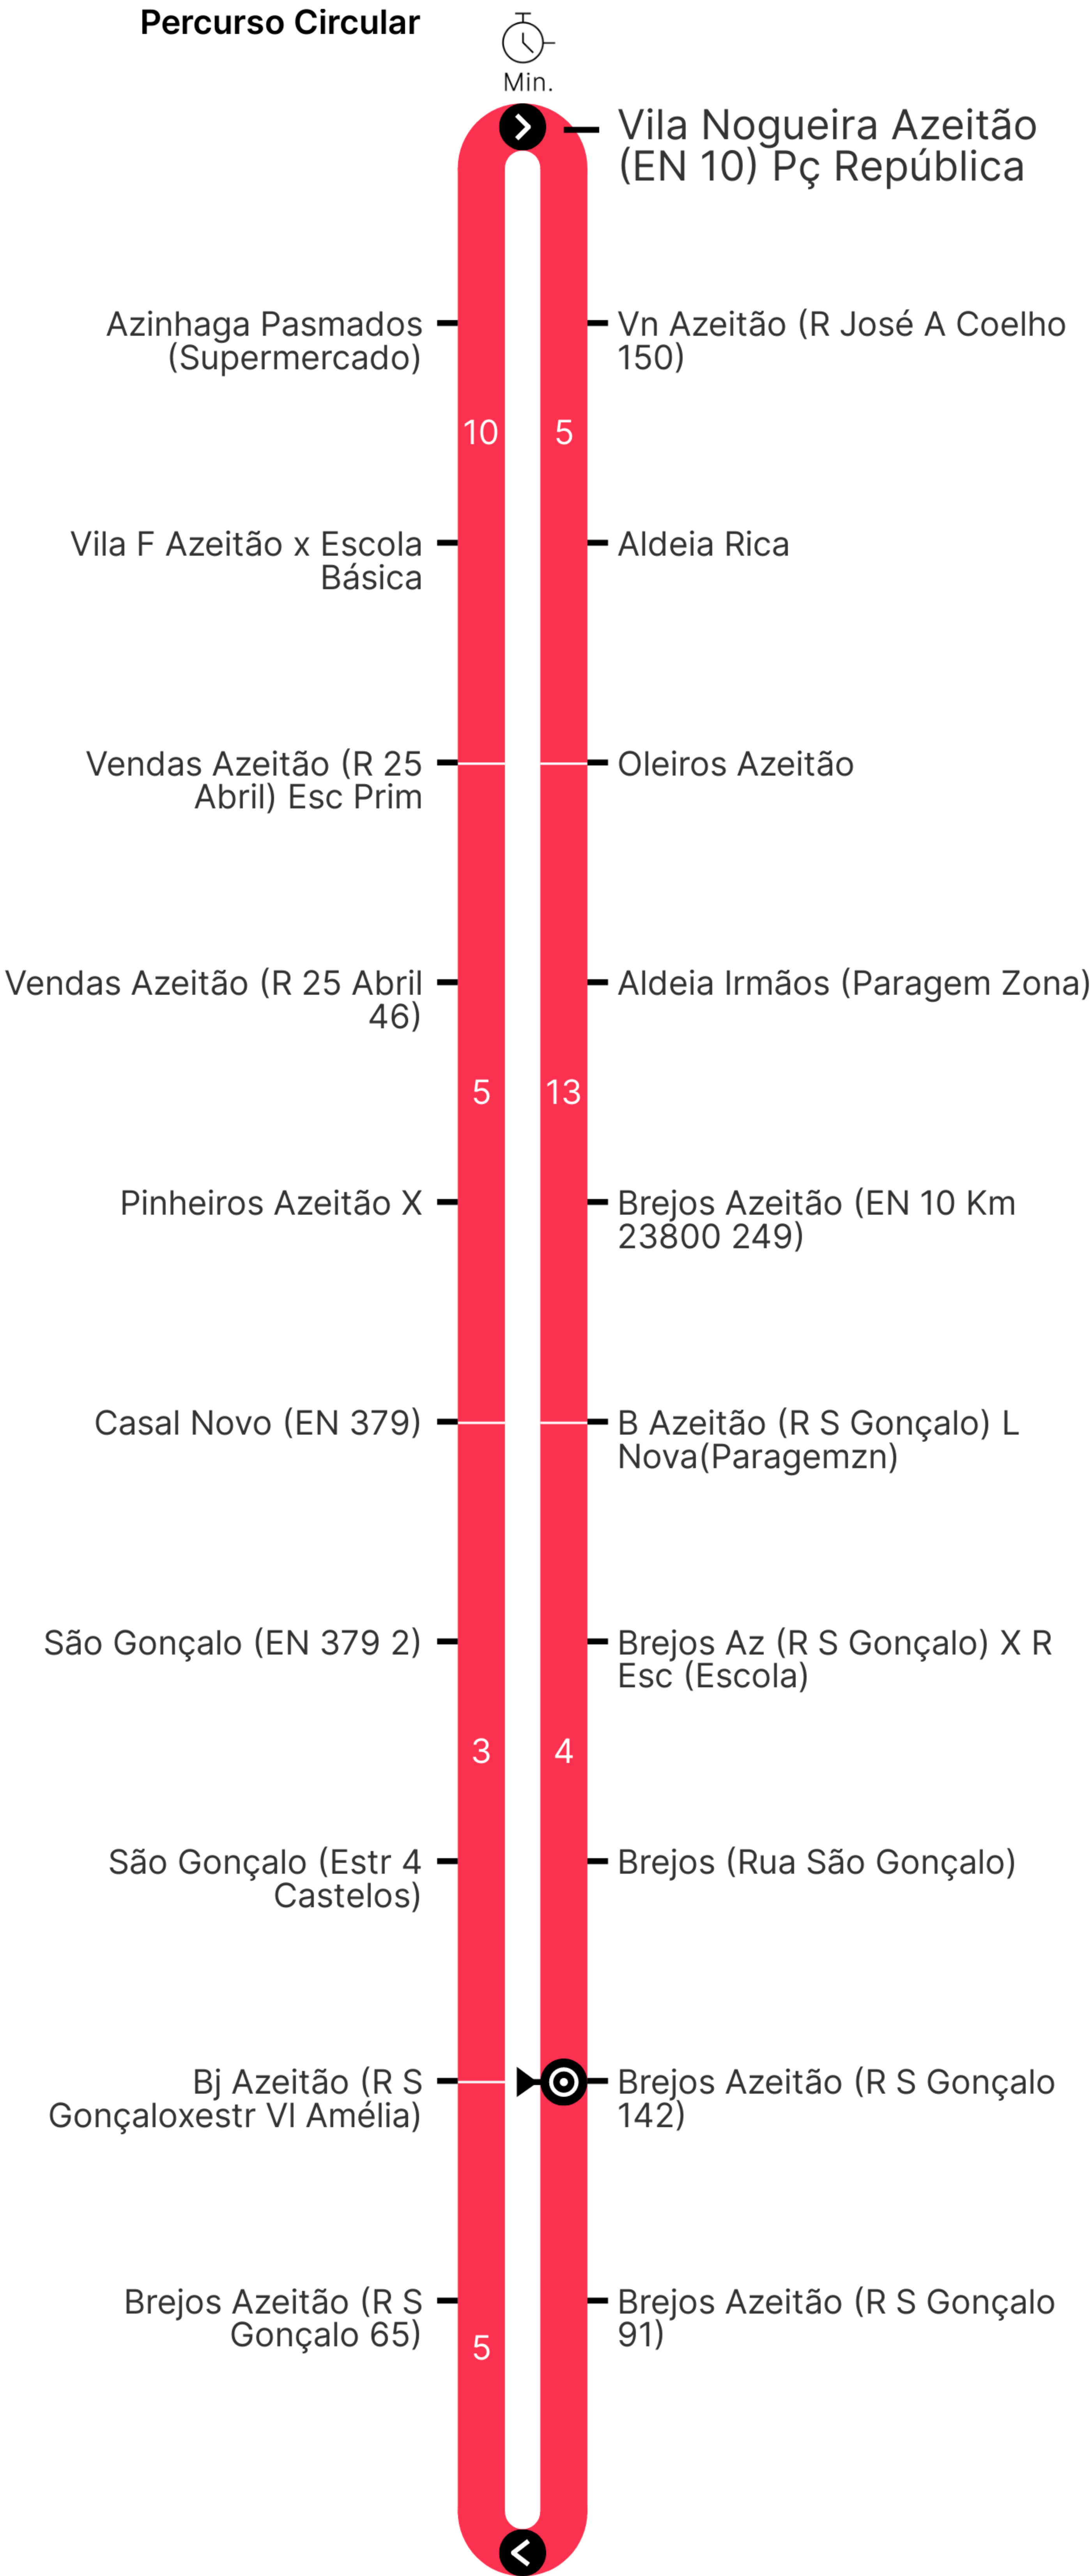 Percurso Circular
Min.
Vila Nogueira Azeitão
(EN 10) Pç República
Azinhaga Pasmados
(Supermercado)
Vn Azeitão (R José A Coelho
150)
10
5
Vila F Azeitão x Escola
Básica
Aldeia Rica
Vendas Azeitão (R 25
Abril) Esc Prim
Oleiros Azeitão
Vendas Azeitão (R 25 Abril
46)
Aldeia Irmãos (Paragem Zona)
5
13
Pinheiros Azeitão X
Brejos Azeitão (EN 10 Km
23800 249)
Casal Novo (EN 379)
B Azeitão (R S Gonçalo) L
Nova(Paragemzn)
São Gonçalo (EN 379 2)
Brejos Az (R S Gonçalo) X R
Esc (Escola)
3
4
São Gonçalo (Estr 4
Castelos)
Brejos (Rua São Gonçalo)
Bj Azeitão (R S
Gonçaloxestr Vl Amélia)
Brejos Azeitão (R S Gonçalo
142)
Brejos Azeitão (R S
Gonçalo 65)
Brejos Azeitão (R S Gonçalo
91)
5